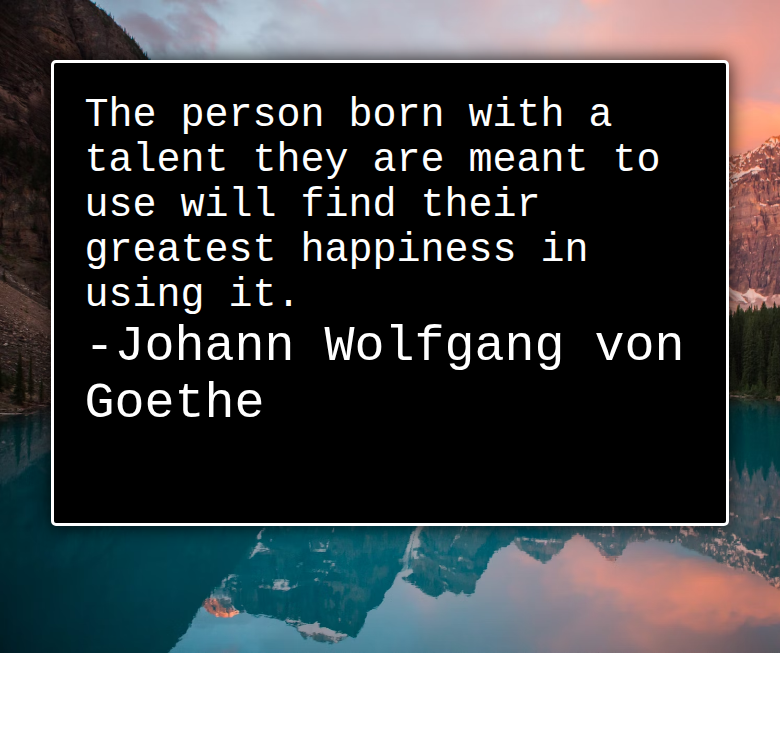 The person born with a
talent they are meant to
use will find their
greatest happiness in
using it.
-Johann Wolfgang von
Goethe